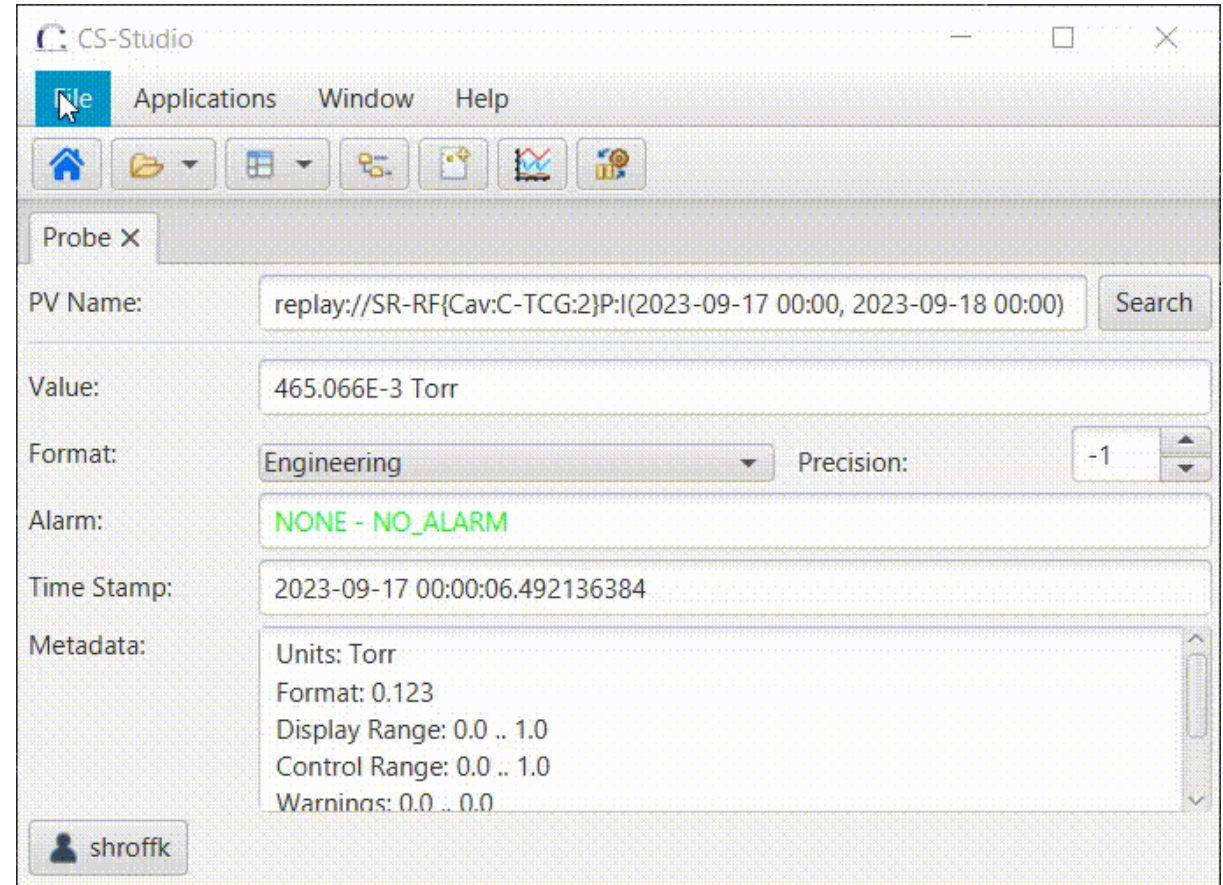 CS-Studio
File Applications Window Help
Probe
PV Name: replay://SR-RF{Cav:C-TCG:2}P:I(2023-09-17 00:00, 2023-09-18 00:00) Search
Value: 465.066E-3 Torr
Format: Engineering Precision: -1
Alarm: NONE - NO_ALARM
Time Stamp: 2023-09-17 00:00:06.492136384
Metadata: Units: Torr
Format: 0.123
Display Range: 0.0 .. 1.0
Control Range: 0.0 .. 1.0
Warnings: 0.0 .. 0.0
shroffk